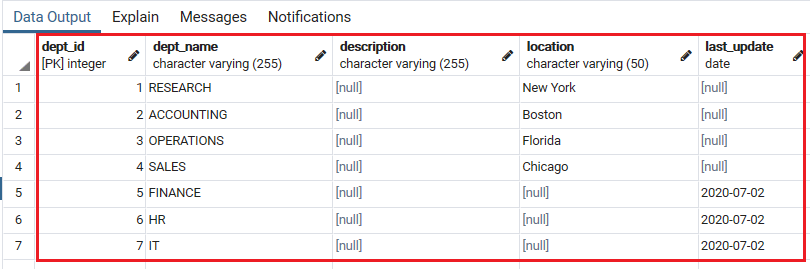 Data Output Explain Messages Notifications
dept_id dept_name description location last_update
[PK] integer character varying (255) character varying (255) character varying (50) date
1 1 RESEARCH [null] New York [null]
2 2 ACCOUNTING [null] Boston [null]
3 3 OPERATIONS [null] Florida [null]
4 4 SALES [null] Chicago [null]
5 5 FINANCE [null] [null] 2020-07-02
6 6 HR [null] [null] 2020-07-02
7 7 IT [null] [null] 2020-07-02